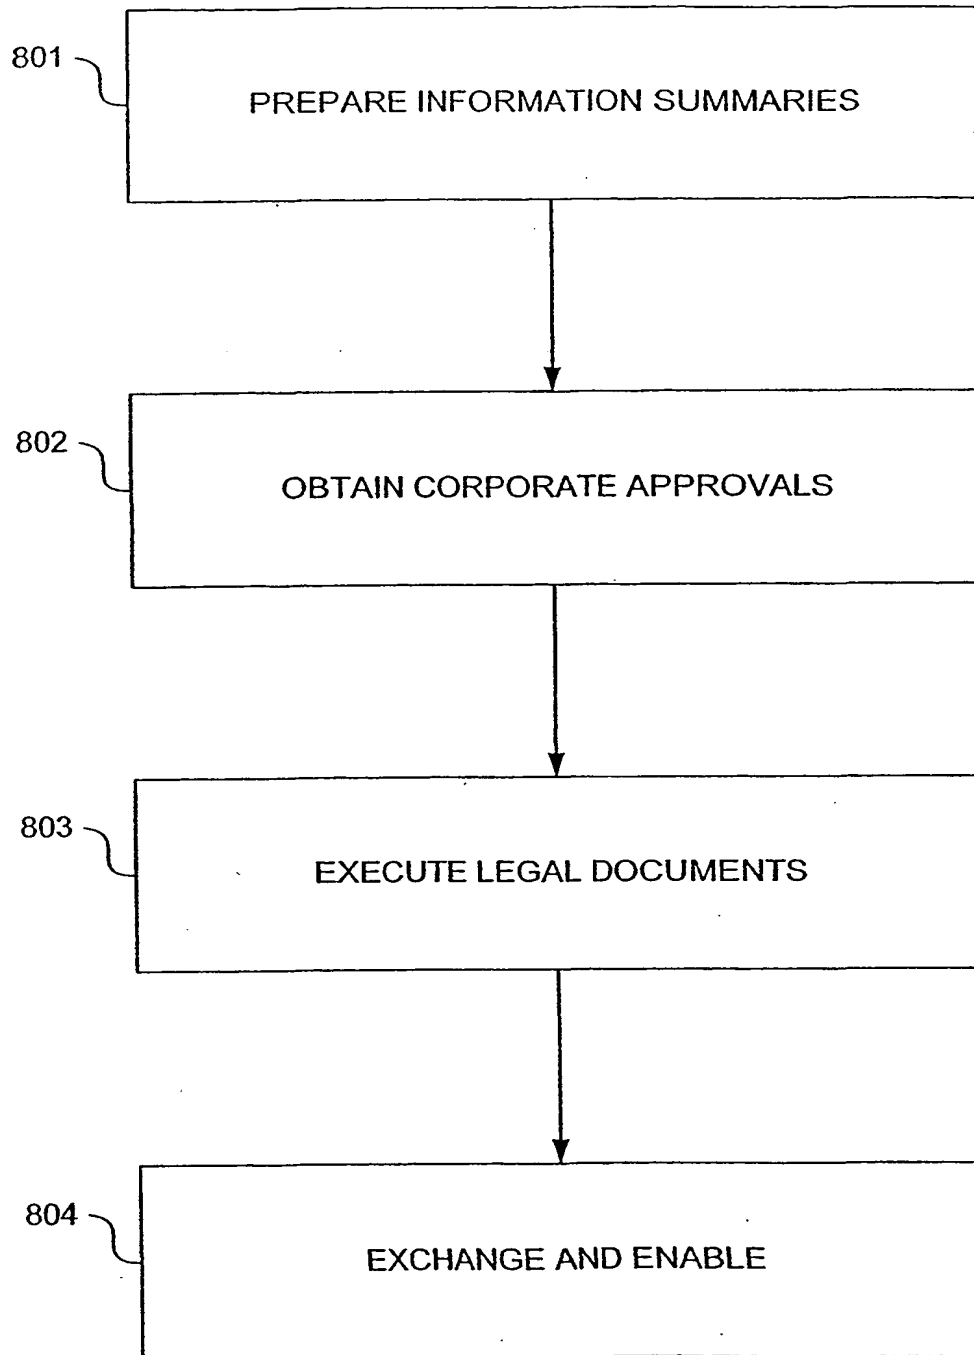 801
PREPARE INFORMATION SUMMARIES
802
OBTAIN CORPORATE APPROVALS
803
EXECUTE LEGAL DOCUMENTS
804
EXCHANGE AND ENABLE